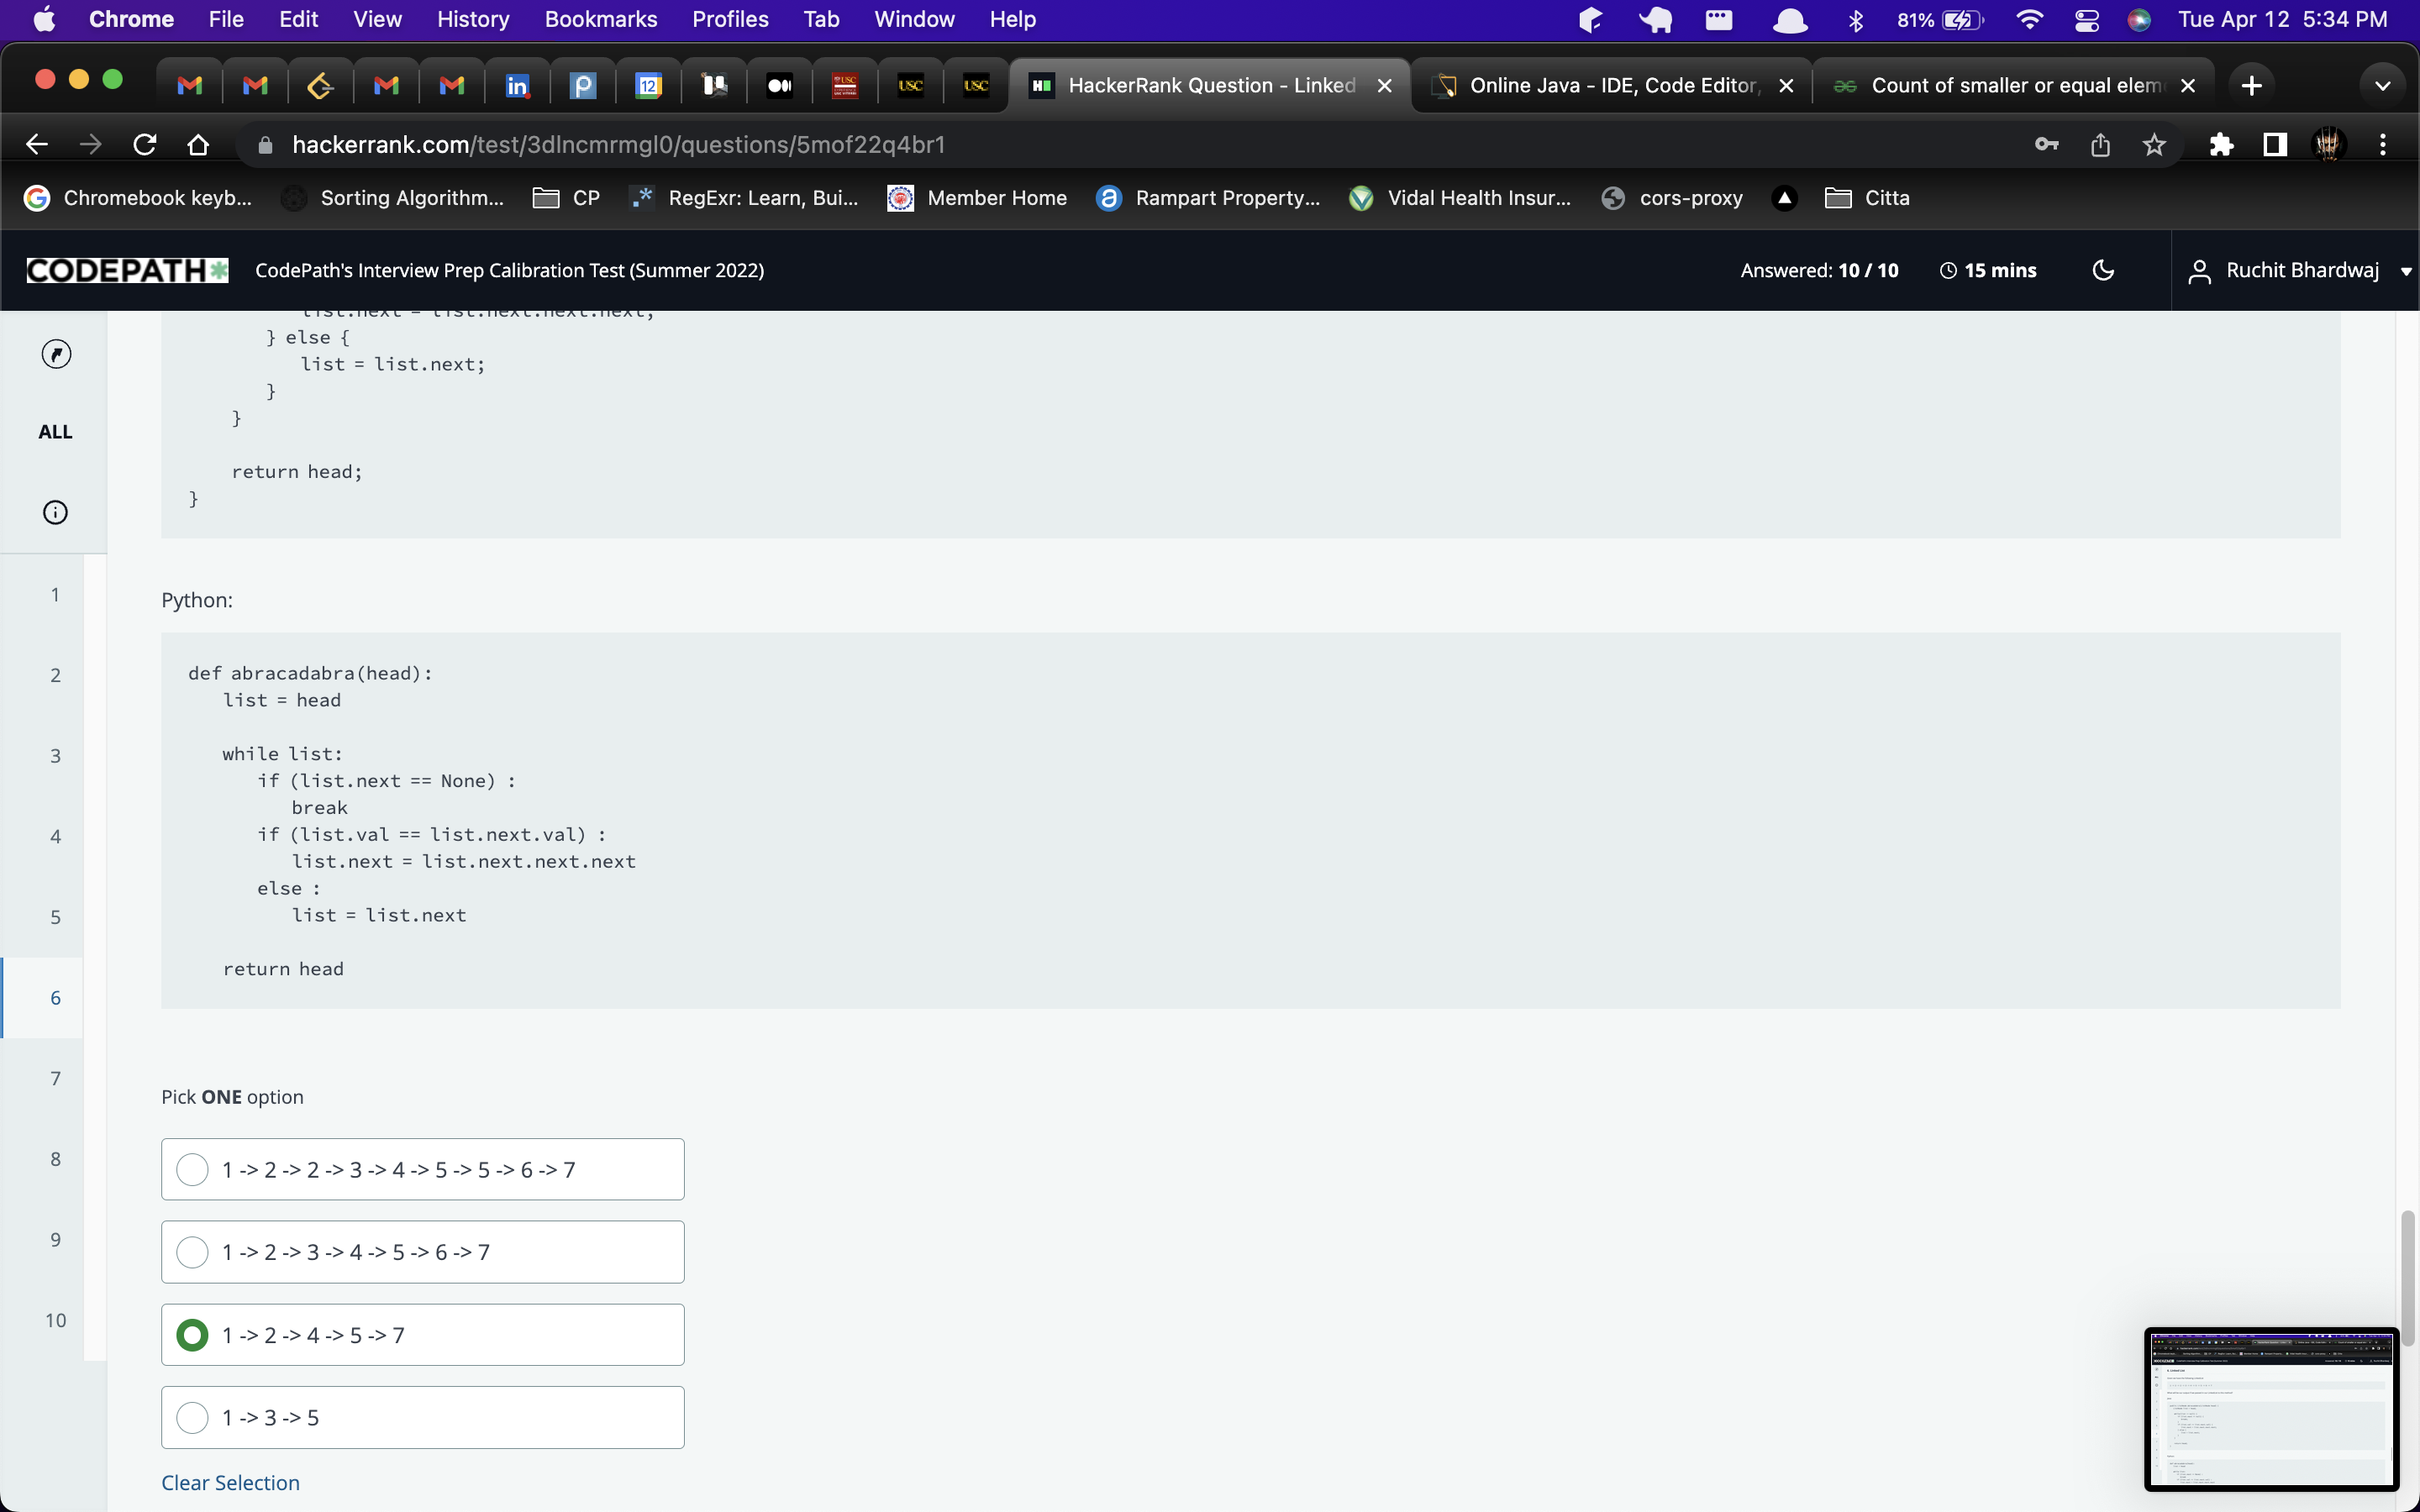 Chrome File Edit View History Bookmarks Profiles Tab Window Help 81% Tue Apr 12 5:34 PM
HackerRank Question - Linked Online Java - IDE, Code Editor, Count of smaller or equal elem
hackerrank.com/test/3dlncmrmgl0/questions/5mof22q4br1
Chromebook keyb... Sorting Algorithm... CP RegExr: Learn, Bui... Member Home Rampart Property... Vidal Health Insur... cors-proxy Citta
CODEPATH* CodePath's Interview Prep Calibration Test (Summer 2022) Answered: 10 / 10 15 mins Ruchit Bhardwaj
list.next = list.next.next.next;
} else {
list = list.next;
}
}
return head;
}
ALL
1
2
3
4
5
6
7
8
9
10
Python:
def abracadabra(head):
list = head
while list:
if (list.next == None) :
break
if (list.val == list.next.val) :
list.next = list.next.next.next
else :
list = list.next
return head
Pick ONE option
1 -> 2 -> 2 -> 3 -> 4 -> 5 -> 5 -> 6 -> 7
1 -> 2 -> 3 -> 4 -> 5 -> 6 -> 7
1 -> 2 -> 4 -> 5 -> 7
1 -> 3 -> 5
Clear Selection